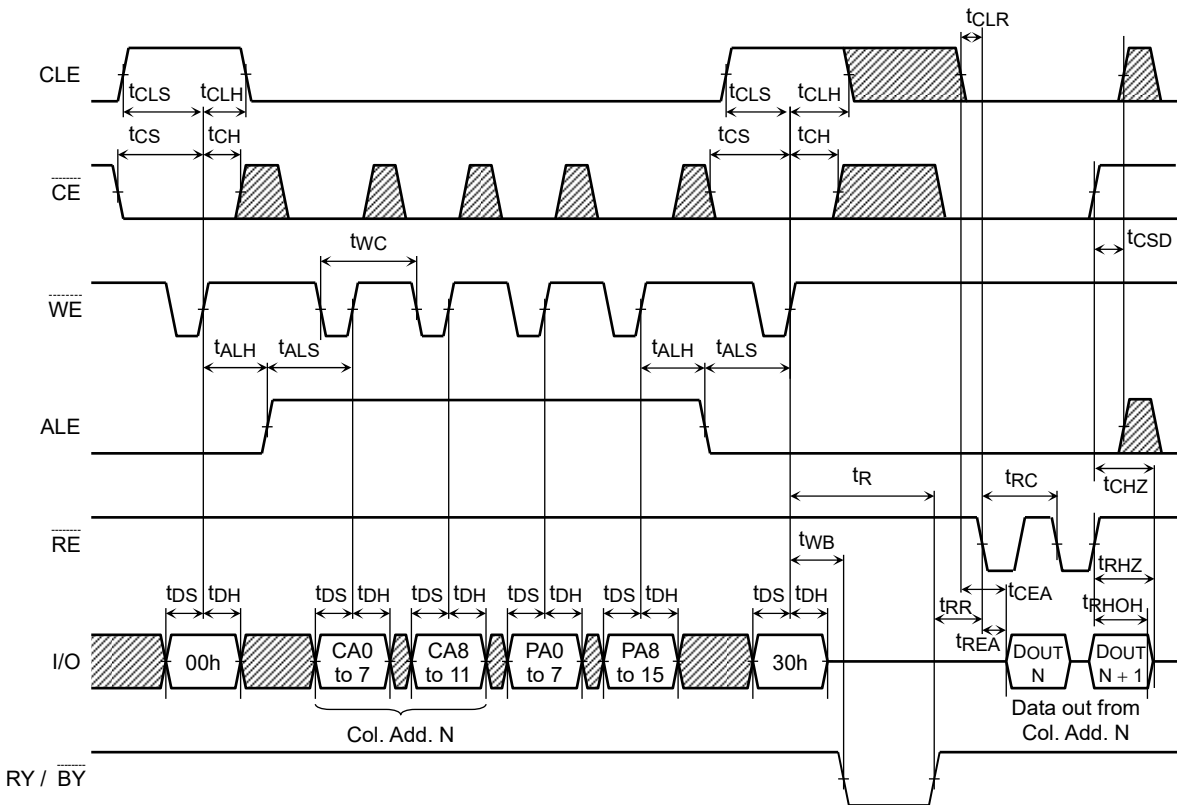 tCLR
CLE
tCLS tCLH tCLS tCLH
tCS tCH tCS tCH
CE
tWC tCSD
WE
tALH tALS tALH tALS
ALE
tR tRC tCHZ
RE
tWB tRHZ
tDS tDH tDS tDH tDS tDH tDS tDH tDS tDH tDS tDH tRR tCEA tRHOH
tREA
I/O 00h CA0 to 7 CA8 to 11 PA0 to 7 PA8 to 15 30h DOUT N DOUT N + 1
Col. Add. N
Data out from
Col. Add. N
RY / BY